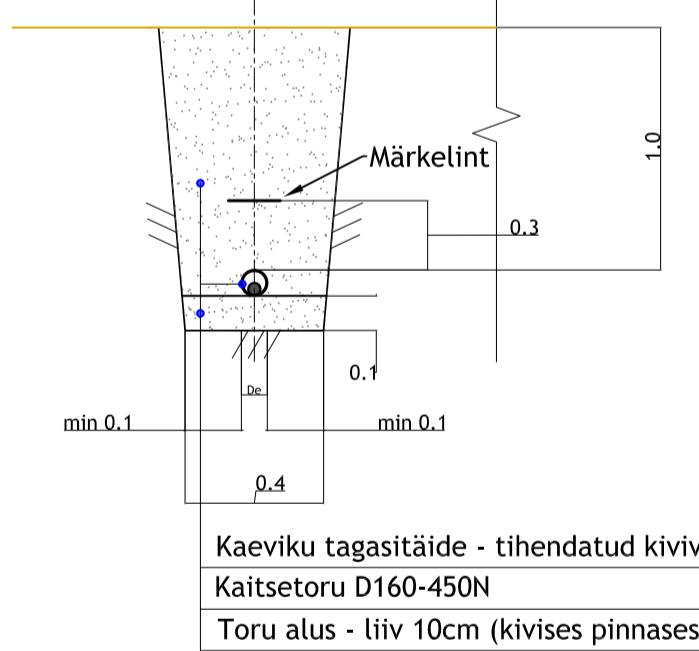 1.0
Märkelint
0.3
0.1
De
min 0.1
min 0.1
0.4
Kaeviku tagasitäide - tihendatud
Kaitsetoru D160-450N
Toru alus - liiv 10cm (kivises pinnases